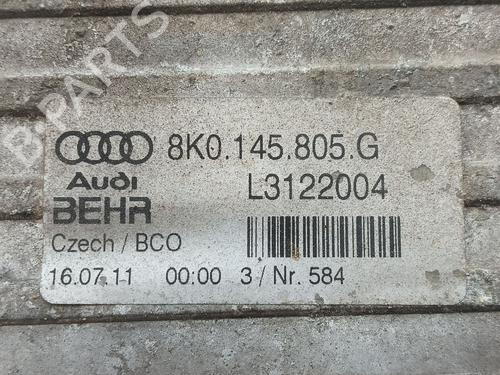 B-PARTS
8K0.145.805.G
Audi
L3122004
BEHR
Czech / BCO
16.07.11 00:00 3 / Nr. 584